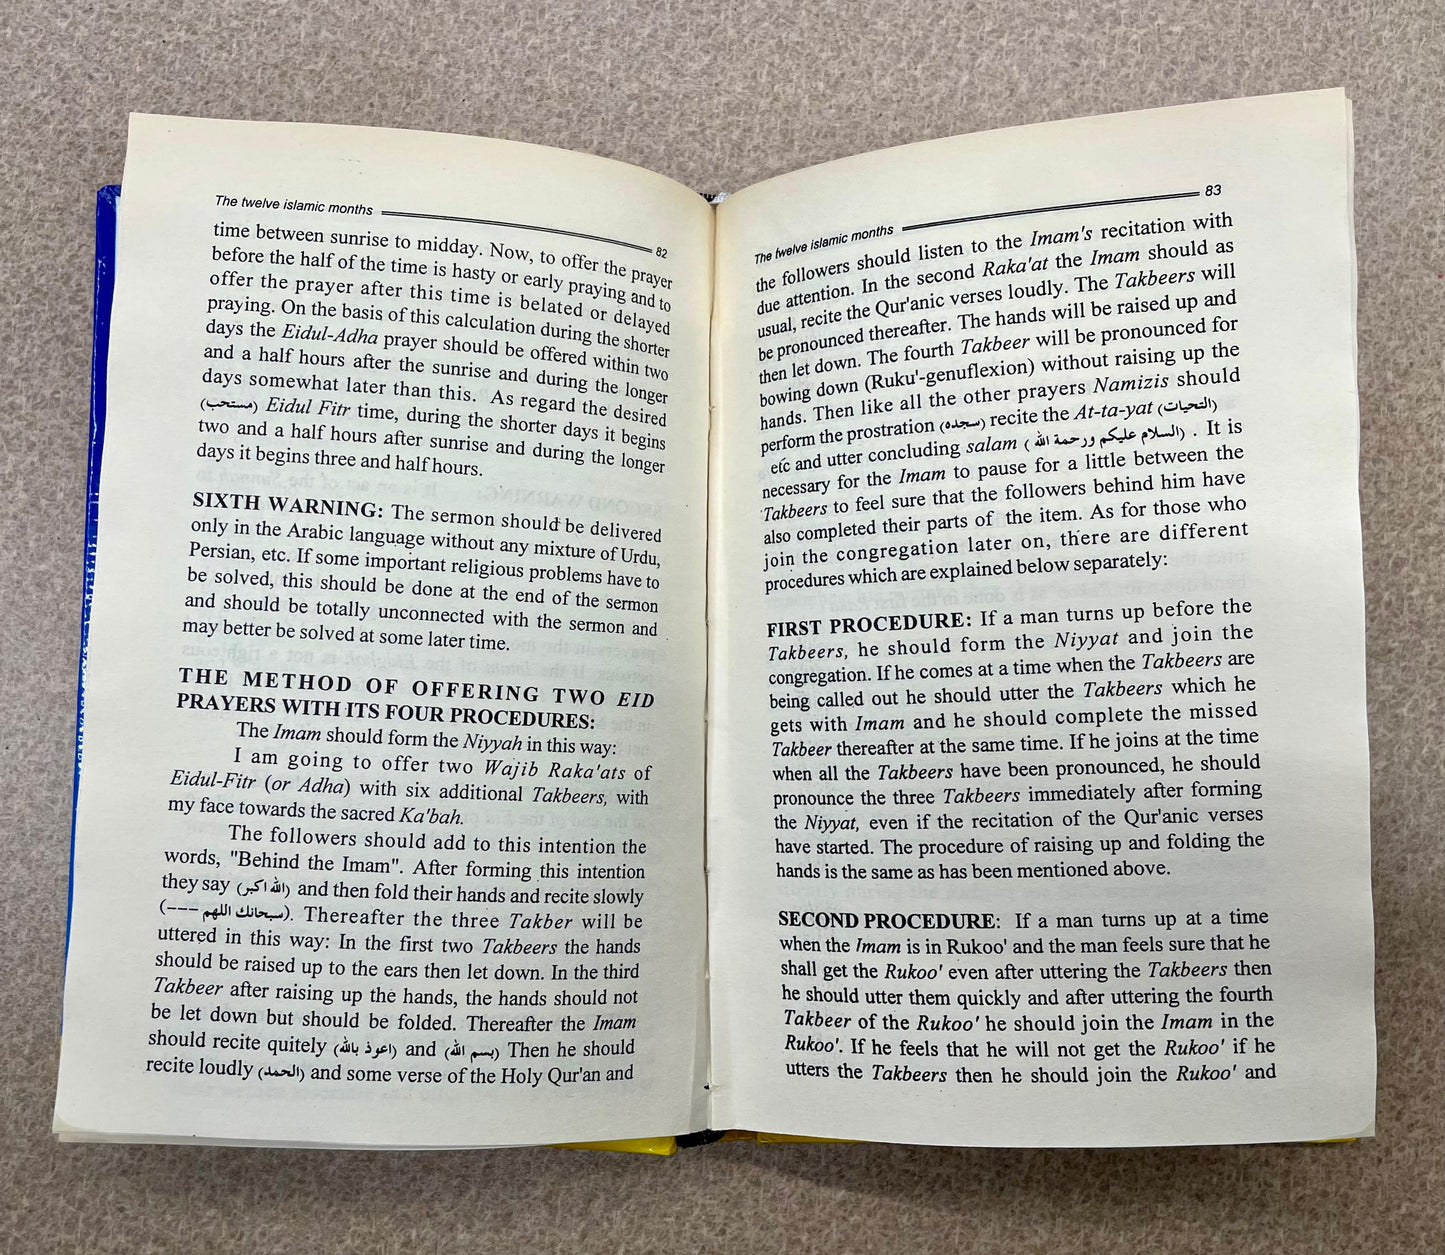 The twelve islamic months 82
time between sunrise to midday. Now, to offer the prayer
before the half of the time is hasty or early praying and to
offer the prayer after this time is belated or delayed
praying. On the basis of this calculation during the shorter
days the Eidul-Adha prayer should be offered within two
and a half hours after the sunrise and during the longer
days somewhat later than this. As regard the desired
(مستحب) Eidul Fitr time, during the shorter days it begins
two and a half hours after sunrise and during the longer
days it begins three and half hours.
SIXTH WARNING: The sermon should be delivered
only in the Arabic language without any mixture of Urdu,
Persian, etc. If some important religious problems have to
be solved, this should be done at the end of the sermon
and should be totally unconnected with the sermon and
may better be solved at some later time.
THE METHOD OF OFFERING TWO EID
PRAYERS WITH ITS FOUR PROCEDURES:
The Imam should form the Niyyah in this way:
I am going to offer two Wajib Raka'ats of
Eidul-Fitr (or Adha) with six additional Takbeers, with
my face towards the sacred Ka'bah.
The followers should add to this intention the
words, "Behind the Imam". After forming this intention
they say (الله اكبر) and then fold their hands and recite slowly
(سبحانك اللهم ---). Thereafter the three Takber will be
uttered in this way: In the first two Takbeers the hands
should be raised up to the ears then let down. In the third
Takbeer after raising up the hands, the hands should not
be let down but should be folded. Thereafter the Imam
should recite quitely (اعوذ بالله) and (بسم الله) Then he should
recite loudly (الحمد) and some verse of the Holy Qur'an and
The twelve islamic months 83
the followers should listen to the Imam's recitation with
due attention. In the second Raka'at the Imam should as
usual, recite the Qur'anic verses loudly. The Takbeers will
be pronounced thereafter. The hands will be raised up and
then let down. The fourth Takbeer will be pronounced for
bowing down (Ruku'-genuflexion) without raising up the
hands. Then like all the other prayers Namizis should
perform the prostration (سجده) recite the At-ta-yat (التحيات)
etc and utter concluding salam (السلام عليكم ورحمة الله) . It is
necessary for the Imam to pause for a little between the
Takbeers to feel sure that the followers behind him have
also completed their parts of the item. As for those who
join the congregation later on, there are different
procedures which are explained below separately:
FIRST PROCEDURE: If a man turns up before the
Takbeers, he should form the Niyyat and join the
congregation. If he comes at a time when the Takbeers are
being called out he should utter the Takbeers which he
gets with Imam and he should complete the missed
Takbeer thereafter at the same time. If he joins at the time
when all the Takbeers have been pronounced, he should
pronounce the three Takbeers immediately after forming
the Niyyat, even if the recitation of the Qur'anic verses
have started. The procedure of raising up and folding the
hands is the same as has been mentioned above.
SECOND PROCEDURE: If a man turns up at a time
when the Imam is in Rukoo' and the man feels sure that he
shall get the Rukoo' even after uttering the Takbeers then
he should utter them quickly and after uttering the fourth
Takbeer of the Rukoo' he should join the Imam in the
Rukoo'. If he feels that he will not get the Rukoo' if he
utters the Takbeers then he should join the Rukoo' and